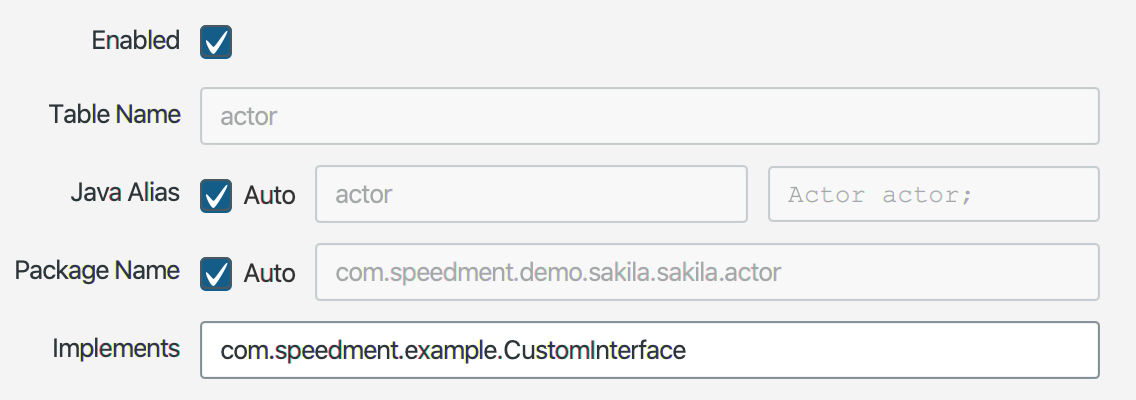 Enabled
Table Name actor
Java Alias Auto actor Actor actor;
Package Name Auto com.speedment.demo.sakila.sakila.actor
Implements com.speedment.example.CustomInterface